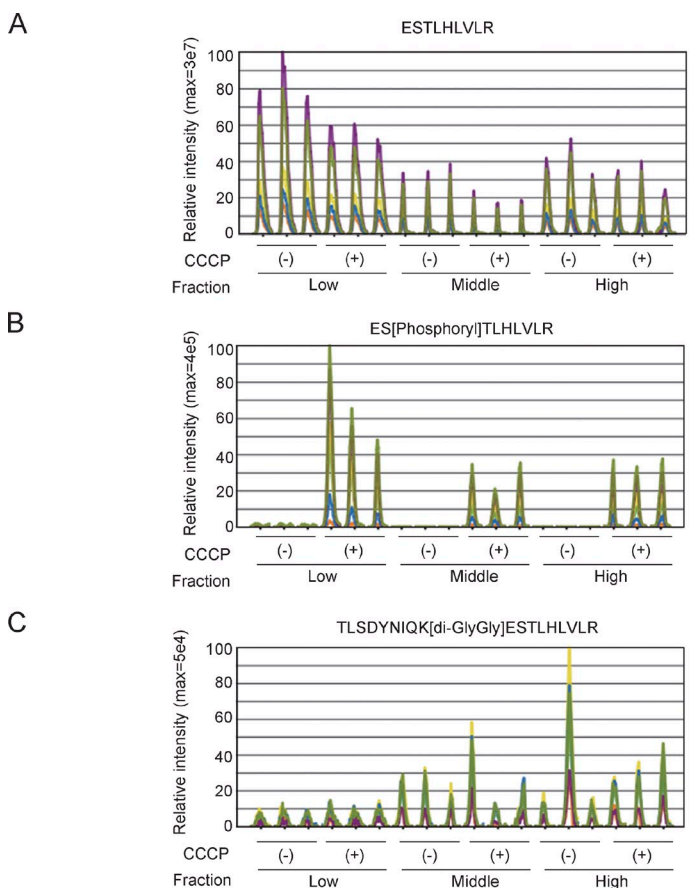 A
ESTLHLVLR
Relative intensity (max=3e7)
100
80
60
40
20
0
CCCP (-) (+) (-) (+) (-) (+)
Fraction Low Middle High
B
ES[Phosphoryl]TLHLVLR
Relative intensity (max=4e5)
100
80
60
40
20
0
CCCP (-) (+) (-) (+) (-) (+)
Fraction Low Middle High
C
TLSDYNIQK[di-GlyGly]ESTLHLVLR
Relative intensity (max=5e4)
100
80
60
40
20
0
CCCP (-) (+) (-) (+) (-) (+)
Fraction Low Middle High